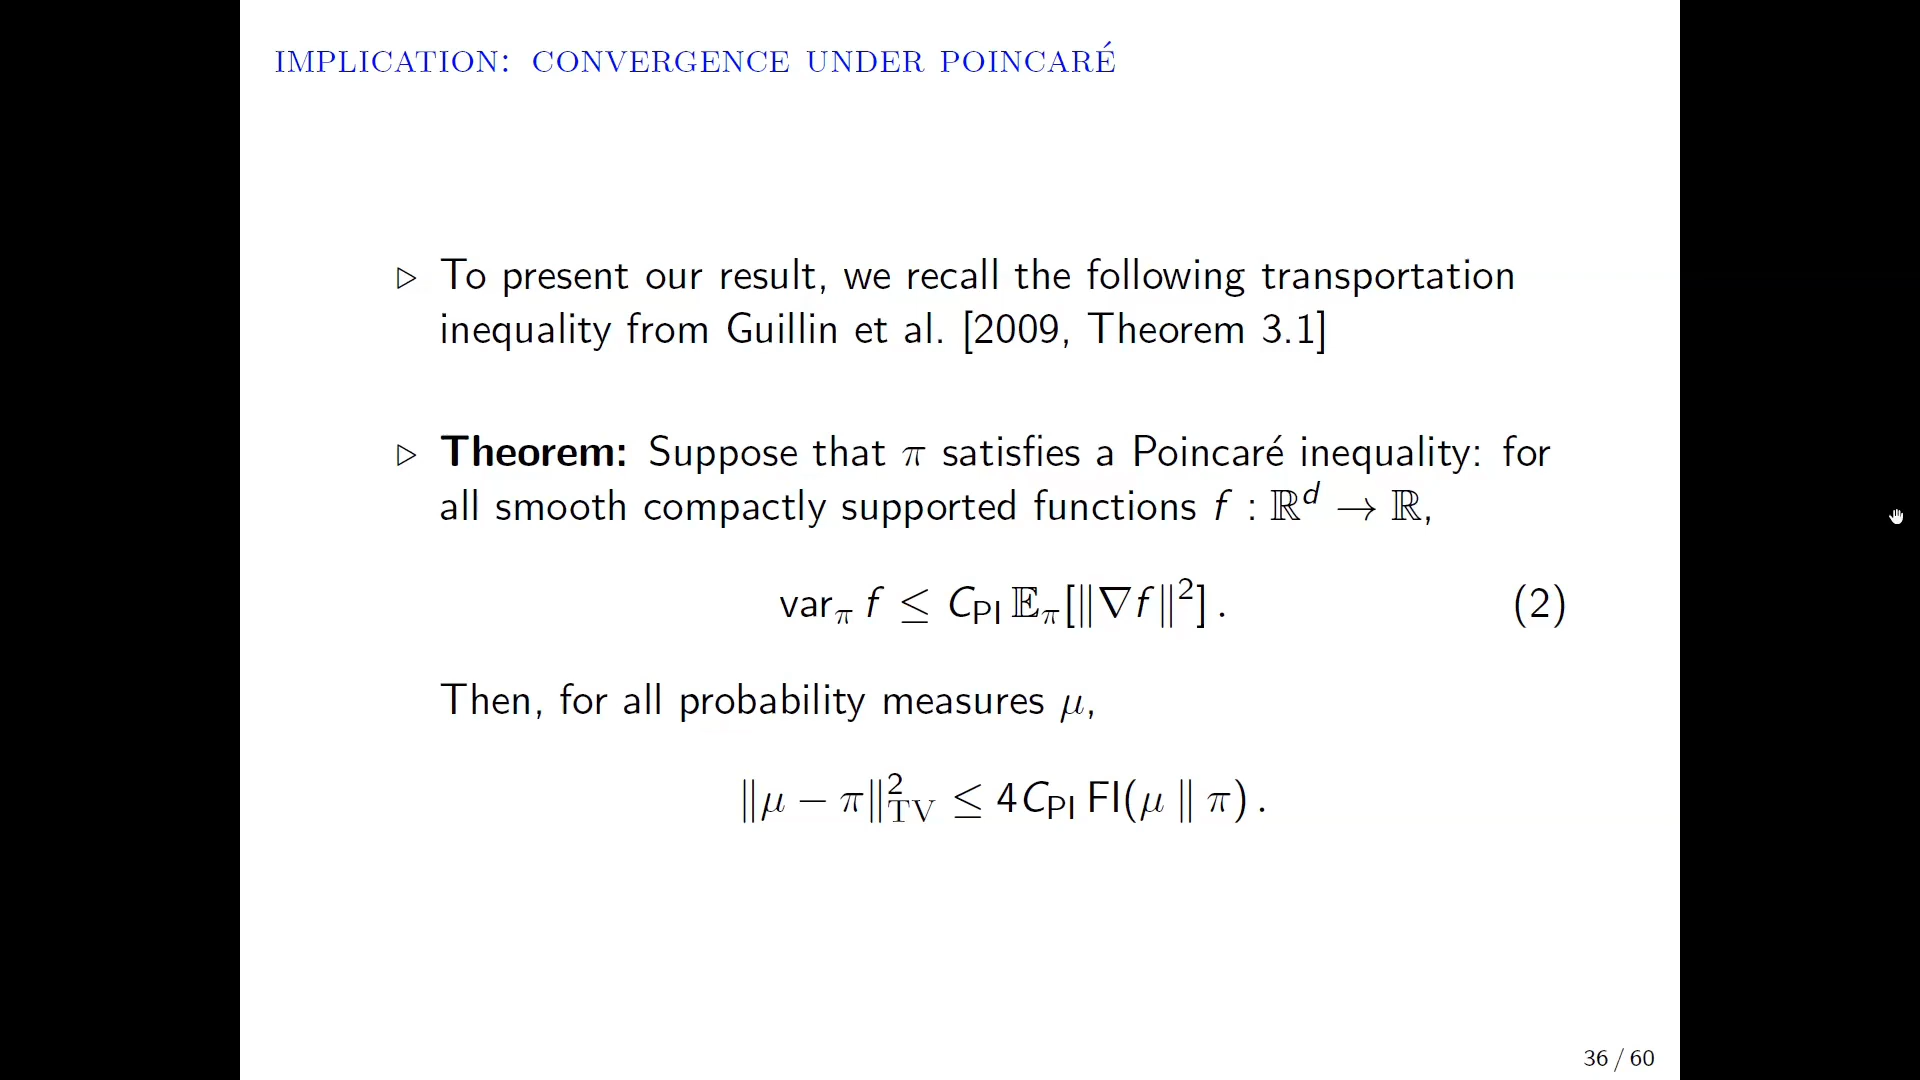 IMPLICATION: CONVERGENCE UNDER POINCARÉ
▷ To present our result, we recall the following transportation
inequality from Guillin et al. [2009, Theorem 3.1]
▷ Theorem: Suppose that π satisfies a Poincaré inequality: for
all smooth compactly supported functions f : ℝ^d → ℝ,
var_π f ≤ C_PI 𝔼_π[‖∇f‖²] . (2)
Then, for all probability measures μ,
‖μ − π‖²_TV ≤ 4C_PI FI(μ ‖ π) .
36 / 60